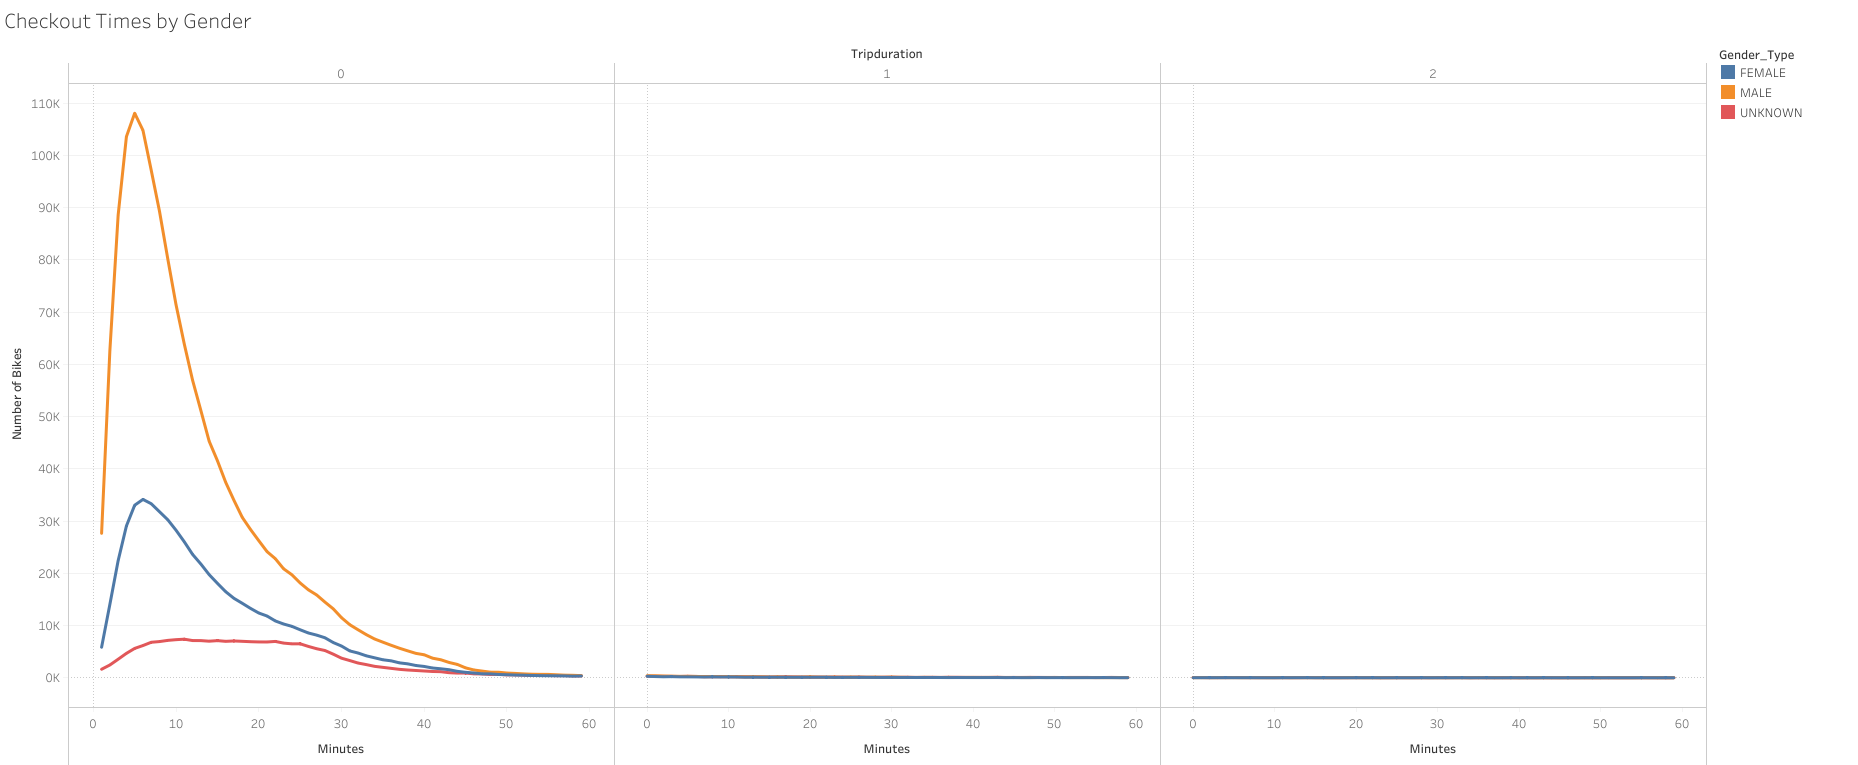 Checkout Times by Gender
Tripduration
0 1 2
110K
100K
90K
80K
70K
60K
50K
40K
30K
20K
10K
0K
Number of Bikes
0 10 20 30 40 50 60
0 10 20 30 40 50 60
0 10 20 30 40 50 60
Minutes Minutes Minutes
Gender_Type
FEMALE
MALE
UNKNOWN